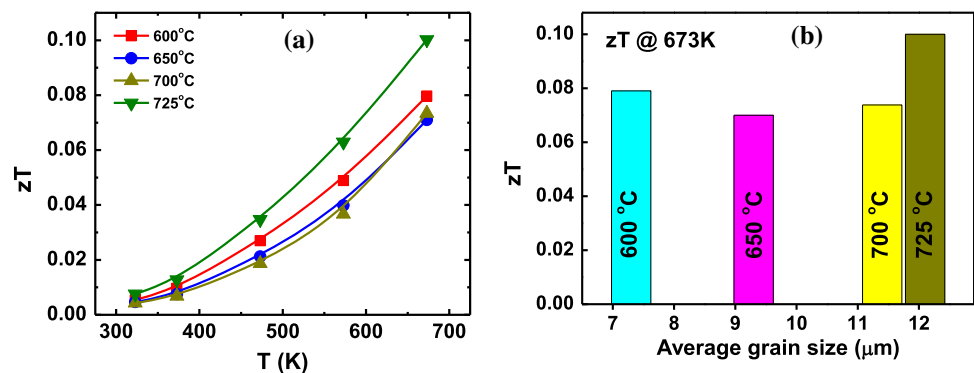 (a)
600°C
650°C
700°C
725°C
zT
0.10
0.08
0.06
0.04
0.02
0.00
300 400 500 600 700
T (K)
(b)
zT @ 673K
zT
0.10
0.08
0.06
0.04
0.02
0.00
600 °C
650 °C
700 °C
725 °C
7 8 9 10 11 12
Average grain size (μm)